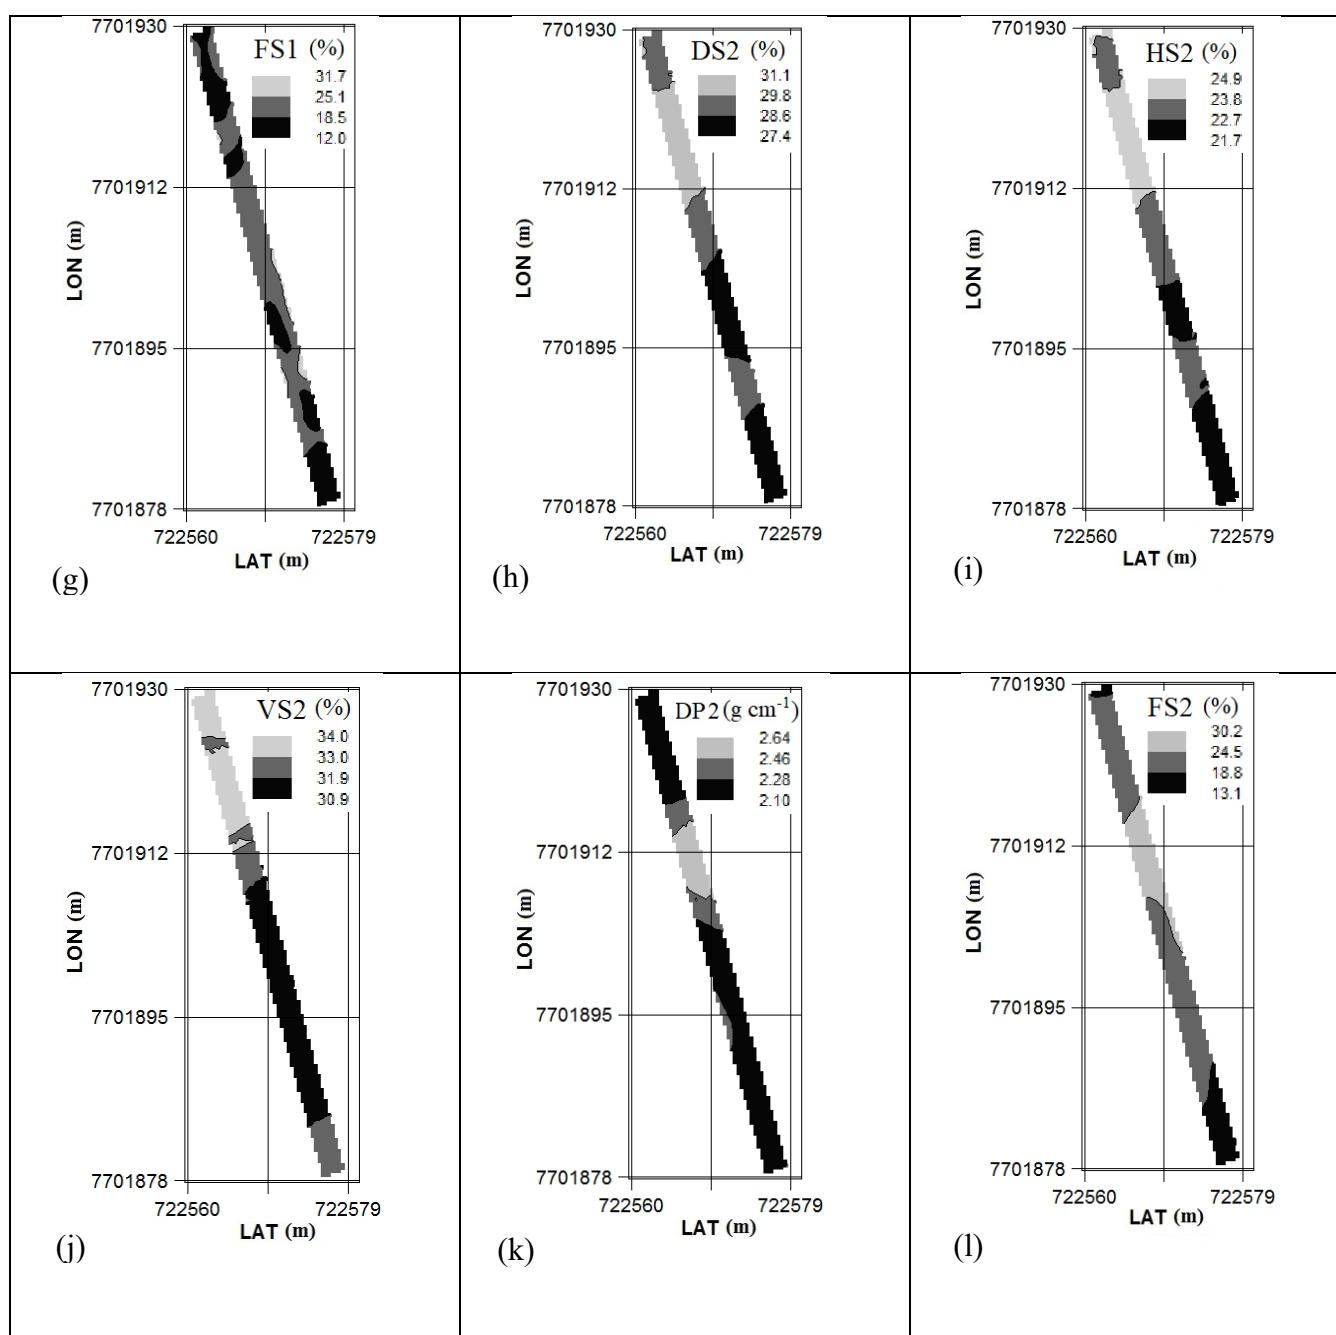 7701930
FS1 (%)
31.7
25.1
18.5
12.0
7701912
LON (m)
7701895
7701878
722560
722579
LAT (m)
(g)
7701930
DS2 (%)
31.1
29.8
28.6
27.4
7701912
LON (m)
7701895
7701878
722560
722579
LAT (m)
(h)
7701930
HS2 (%)
24.9
23.8
22.7
21.7
7701912
LON (m)
7701895
7701878
722560
722579
LAT (m)
(i)
7701930
VS2 (%)
34.0
33.0
31.9
30.9
7701912
LON (m)
7701895
7701878
722560
722579
LAT (m)
(j)
7701930
DP2 (g cm-1)
2.64
2.46
2.28
2.10
7701912
LON (m)
7701895
7701878
722560
722579
LAT (m)
(k)
7701930
FS2 (%)
30.2
24.5
18.8
13.1
7701912
LON (m)
7701895
7701878
722560
722579
LAT (m)
(l)